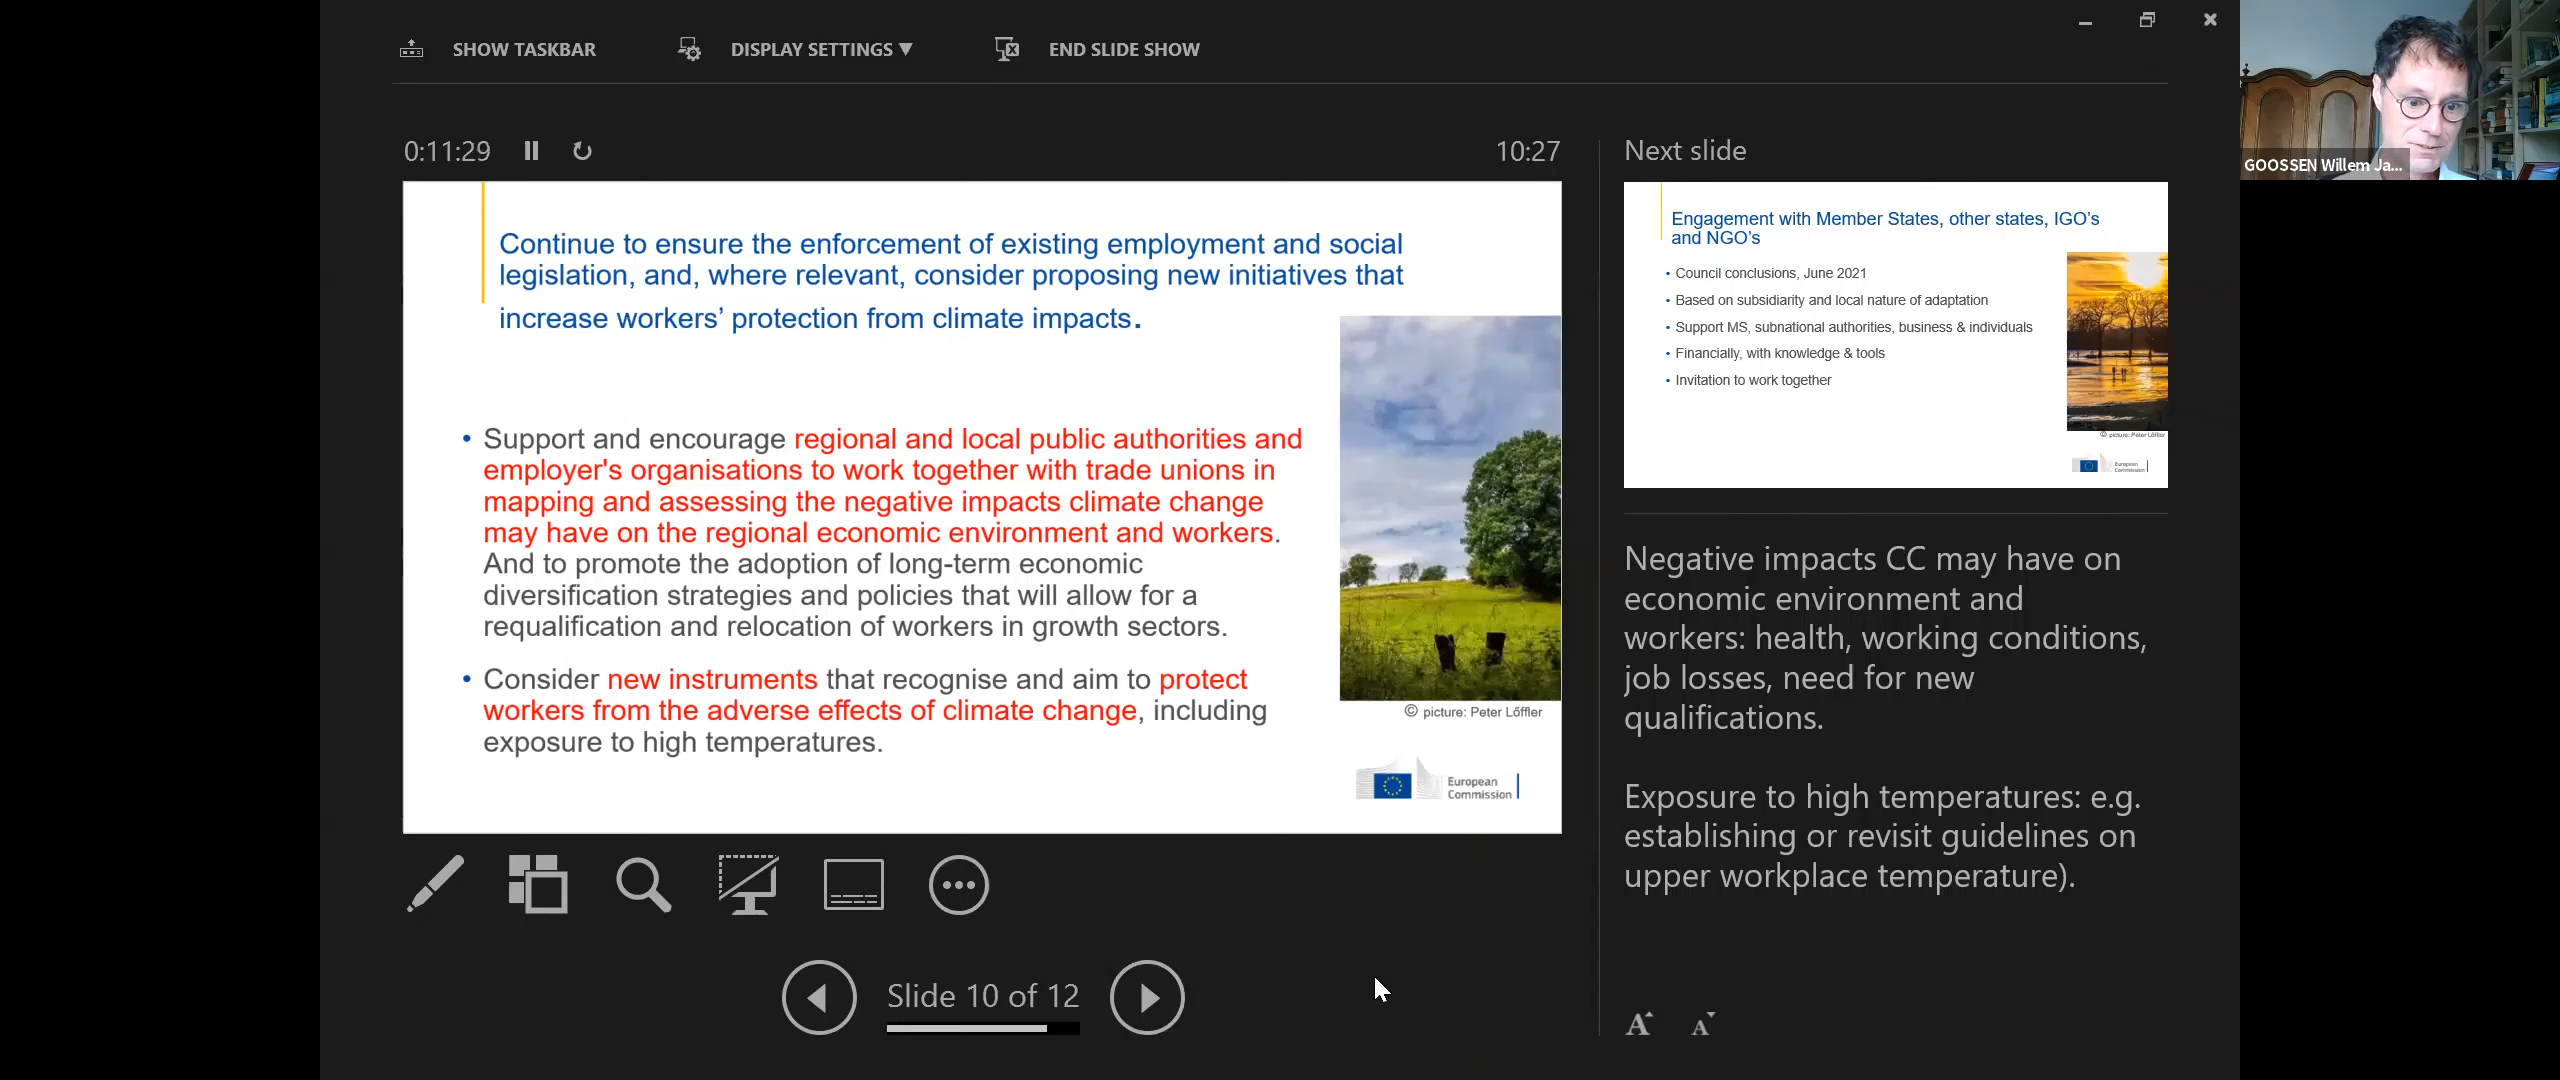 SHOW TASKBAR
DISPLAY SETTINGS ▼
END SLIDE SHOW
0:11:29
10:27
Continue to ensure the enforcement of existing employment and social
legislation, and, where relevant, consider proposing new initiatives that
increase workers’ protection from climate impacts.
• Support and encourage regional and local public authorities and
employer's organisations to work together with trade unions in
mapping and assessing the negative impacts climate change
may have on the regional economic environment and workers.
And to promote the adoption of long-term economic
diversification strategies and policies that will allow for a
requalification and relocation of workers in growth sectors.
• Consider new instruments that recognise and aim to protect
workers from the adverse effects of climate change, including
exposure to high temperatures.
© picture: Peter Löffler
European
Commission
Slide 10 of 12
Next slide
Engagement with Member States, other states, IGO’s
and NGO’s
• Council conclusions, June 2021
• Based on subsidiarity and local nature of adaptation
• Support MS, subnational authorities, business & individuals
• Financially, with knowledge & tools
• Invitation to work together
© picture: Peter Löffler
European
Commission
Negative impacts CC may have on
economic environment and
workers: health, working conditions,
job losses, need for new
qualifications.
Exposure to high temperatures: e.g.
establishing or revisit guidelines on
upper workplace temperature).
A A
GOOSSEN Willem Ja...